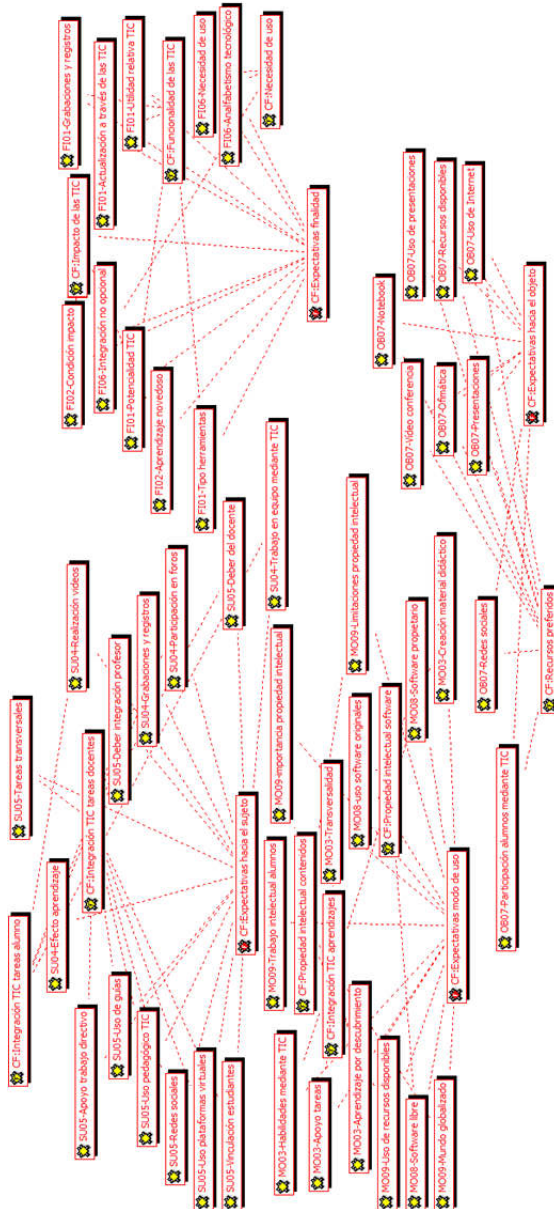 CF:Integración TIC tareas alumno
SU04-Efecto aprendizaje
SU05-Apoyo trabajo directivo
SU05-Tareas transversales
CF:Integración TIC tareas docentes
SU04-Realización videos
SU05-Deber integración profesor
SU04-Grabaciones y registros
SU04-Participación en foros
SU05-Deber del docente
SU04-Trabajo en equipo mediante TIC
SU05-Uso de guías
SU05-Uso pedagógico TIC
SU05-Redes sociales
SU05-Uso plataformas virtuales
SU05-Vinculación estudiantes
CF:Expectativas hacia el sujeto
FI02-Condición impacto
CF:Impacto de las TIC
FI06-Integración no opcional
FI01-Potencialidad TIC
FI02-Aprendizaje novedoso
FI01-Tipo herramientas
FI01-Grabaciones y registros
FI01-Actualización a través de las TIC
FI01-Utilidad relativa TIC
CF:Funcionalidad de las TIC
FI06-Necesidad de uso
FI06-Analfabetismo tecnológico
CF:Necesidad de uso
CF:Expectativas finalidad
MO09-importancia propiedad intelectual
MO09-Trabajo intelectual alumnos
CF:Propiedad intelectual contenidos
MO03-Transversalidad
CF:Integración TIC aprendizajes
MO09-Limitaciones propiedad intelectual
MO08-uso software originales
CF:Propiedad intelectual software
MO08-Software propietario
MO03-Creación material didáctico
MO03-Habilidades mediante TIC
MO03-Apoyo tareas
MO03-Aprendizaje por descubrimiento
MO09-Uso de recursos disponibles
MO08-Software libre
MO09-Mundo globalizado
CF:Expectativas modo de uso
OB07-Notebook
OB07-Vídeo conferencia
OB07-Ofimática
OB07-Presentaciones
OB07-Uso de presentaciones
OB07-Recursos disponibles
OB07-Uso de Internet
CF:Expectativas hacia el objeto
OB07-Redes sociales
OB07-Participación alumnos mediante TIC
CF:Recursos preferidos